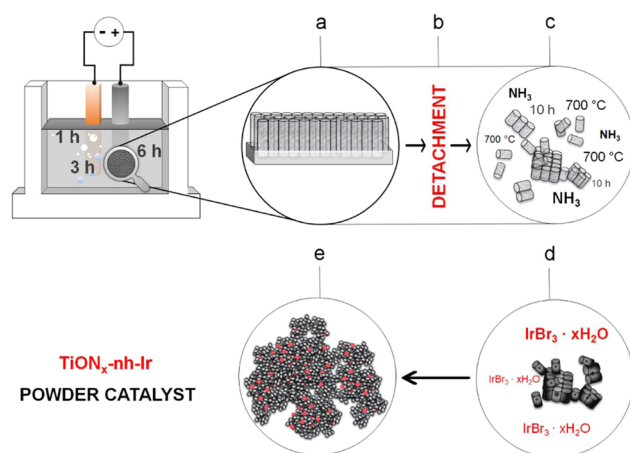 - +
1 h
3 h
6 h
a
b
c
DETACHMENT
NH₃
10 h
700 °C
700 °C
NH₃
700 °C
10 h
NH₃
e
d
TiONₓ-nh-Ir
POWDER CATALYST
IrBr₃ · xH₂O
IrBr₃ · xH₂O
IrBr₃ · xH₂O